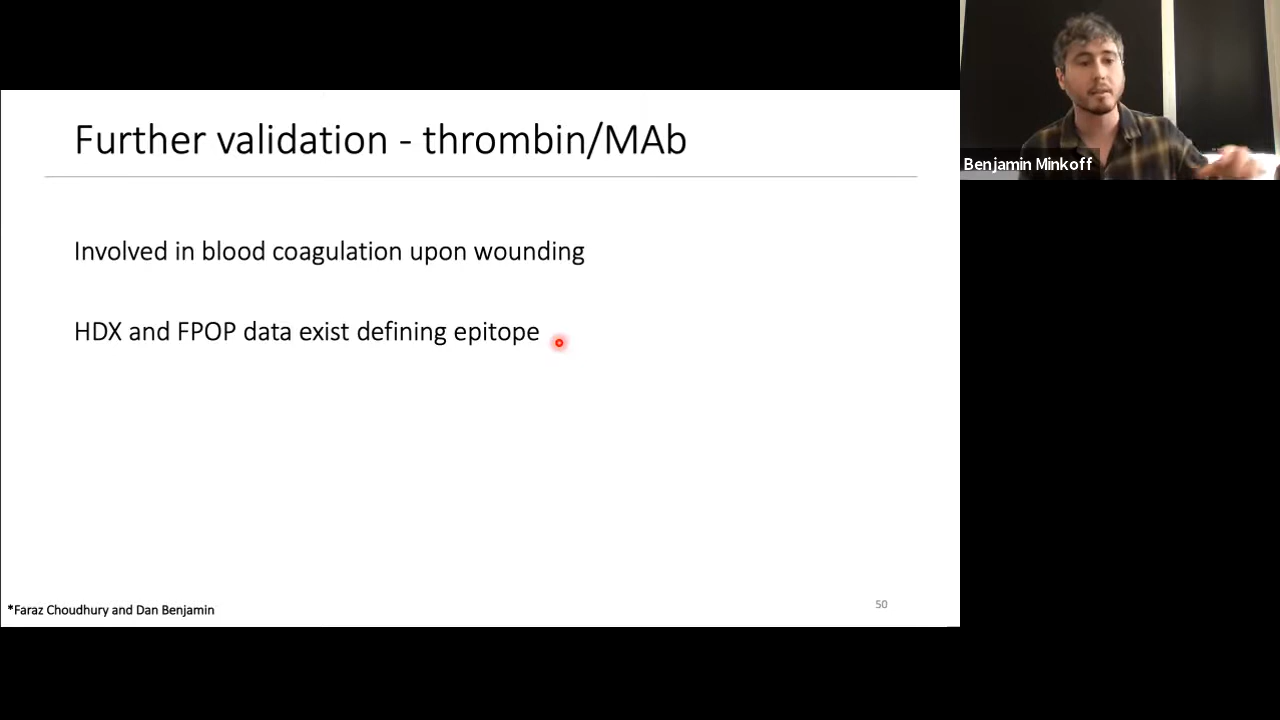 Further validation - thrombin/MAb
Involved in blood coagulation upon wounding
HDX and FPOP data exist defining epitope
*Faraz Choudhury and Dan Benjamin
50
Benjamin Minkoff